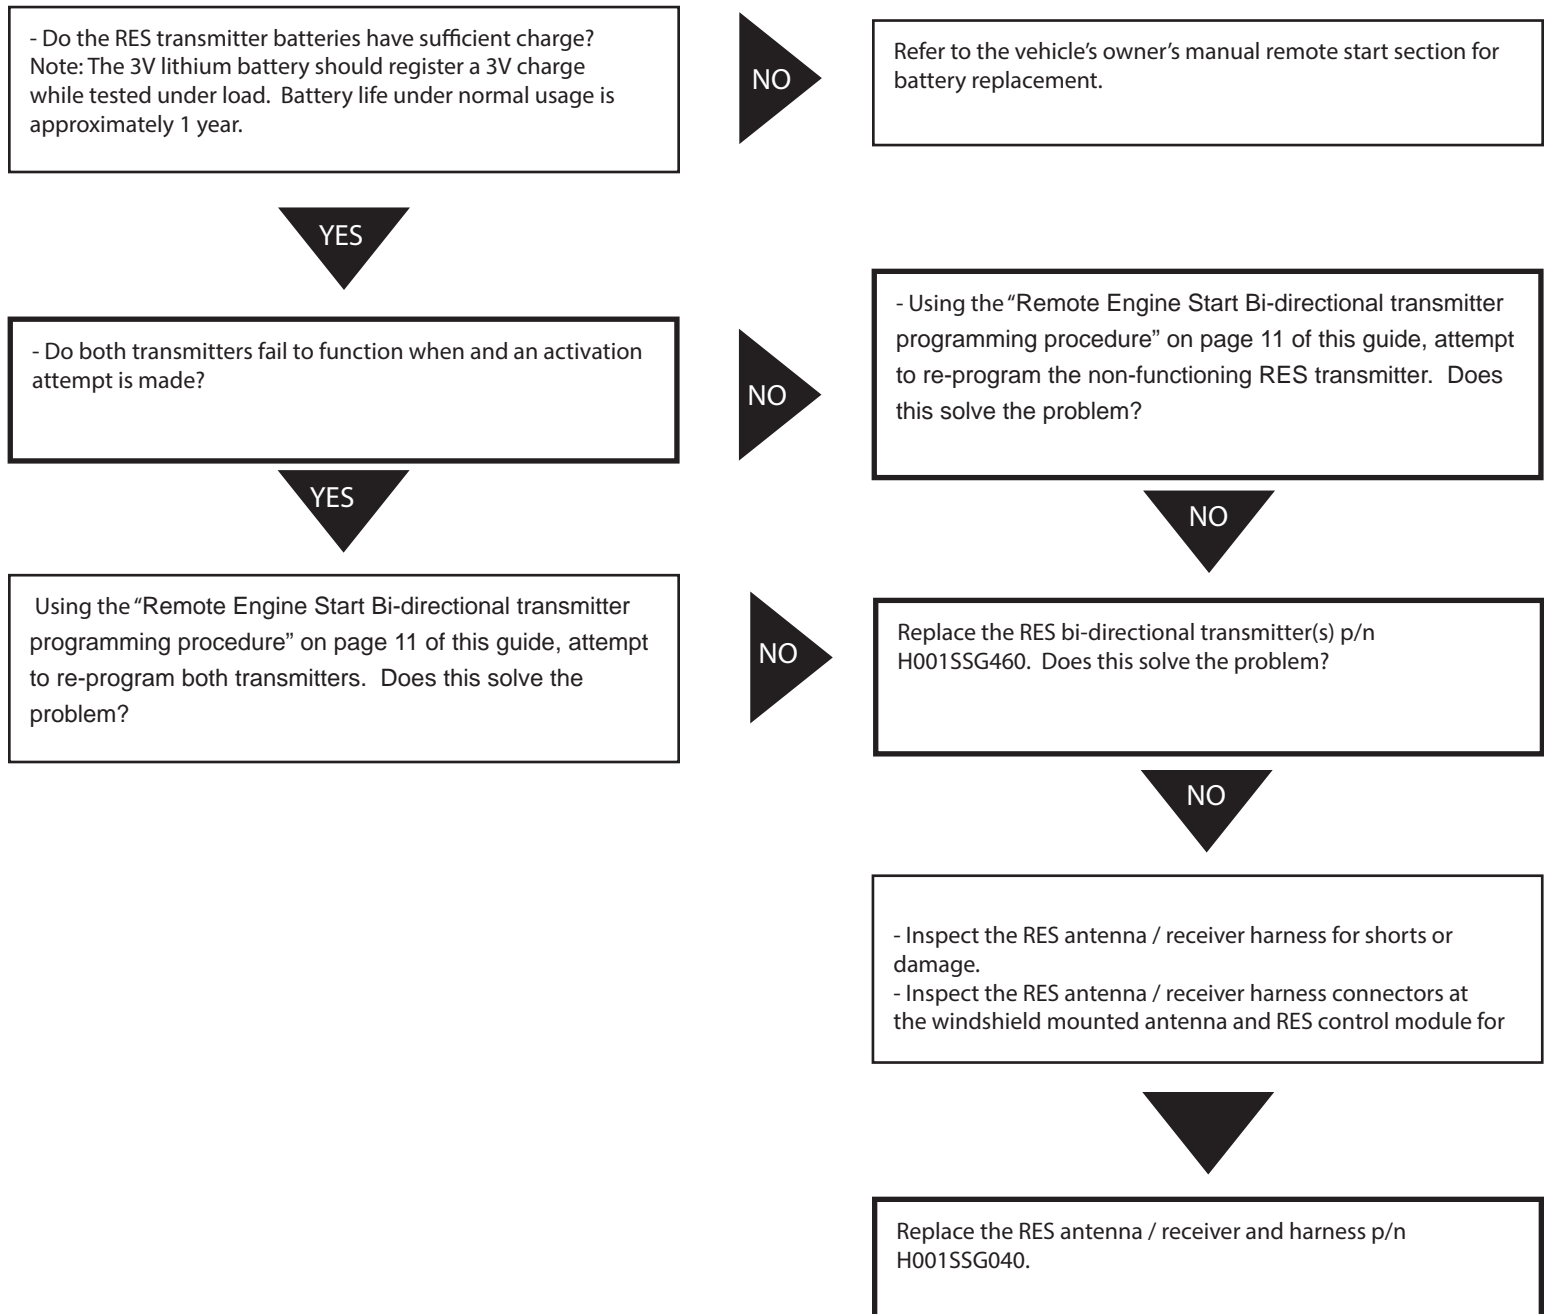 - Do the RES transmitter batteries have sufficient charge?
Note: The 3V lithium battery should register a 3V charge
while tested under load.  Battery life under normal usage is
approximately 1 year.
NO
Refer to the vehicle's owner's manual remote start section for
battery replacement.
YES
- Do both transmitters fail to function when and an activation
attempt is made?
NO
- Using the "Remote Engine Start Bi-directional transmitter
programming procedure" on page 11 of this guide, attempt
to re-program the non-functioning RES transmitter.  Does
this solve the problem?
YES
NO
Using the "Remote Engine Start Bi-directional transmitter
programming procedure" on page 11 of this guide, attempt
to re-program both transmitters.  Does this solve the
problem?
NO
Replace the RES bi-directional transmitter(s) p/n
H001SSG460.  Does this solve the problem?
NO
- Inspect the RES antenna / receiver harness for shorts or
damage.
- Inspect the RES antenna / receiver harness connectors at
the windshield mounted antenna and RES control module for
Replace the RES antenna / receiver and harness p/n
H001SSG040.